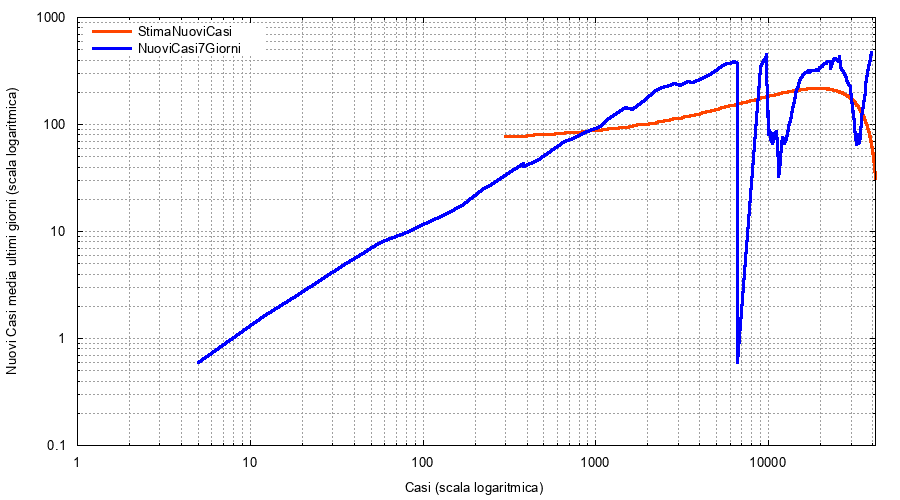 1000
StimaNuoviCasi
NuoviCasi7Giorni
100
10
1
0.1
Nuovi Casi media ultimi giorni (scala logaritmica)
1 10 100 1000 10000
Casi (scala logaritmica)